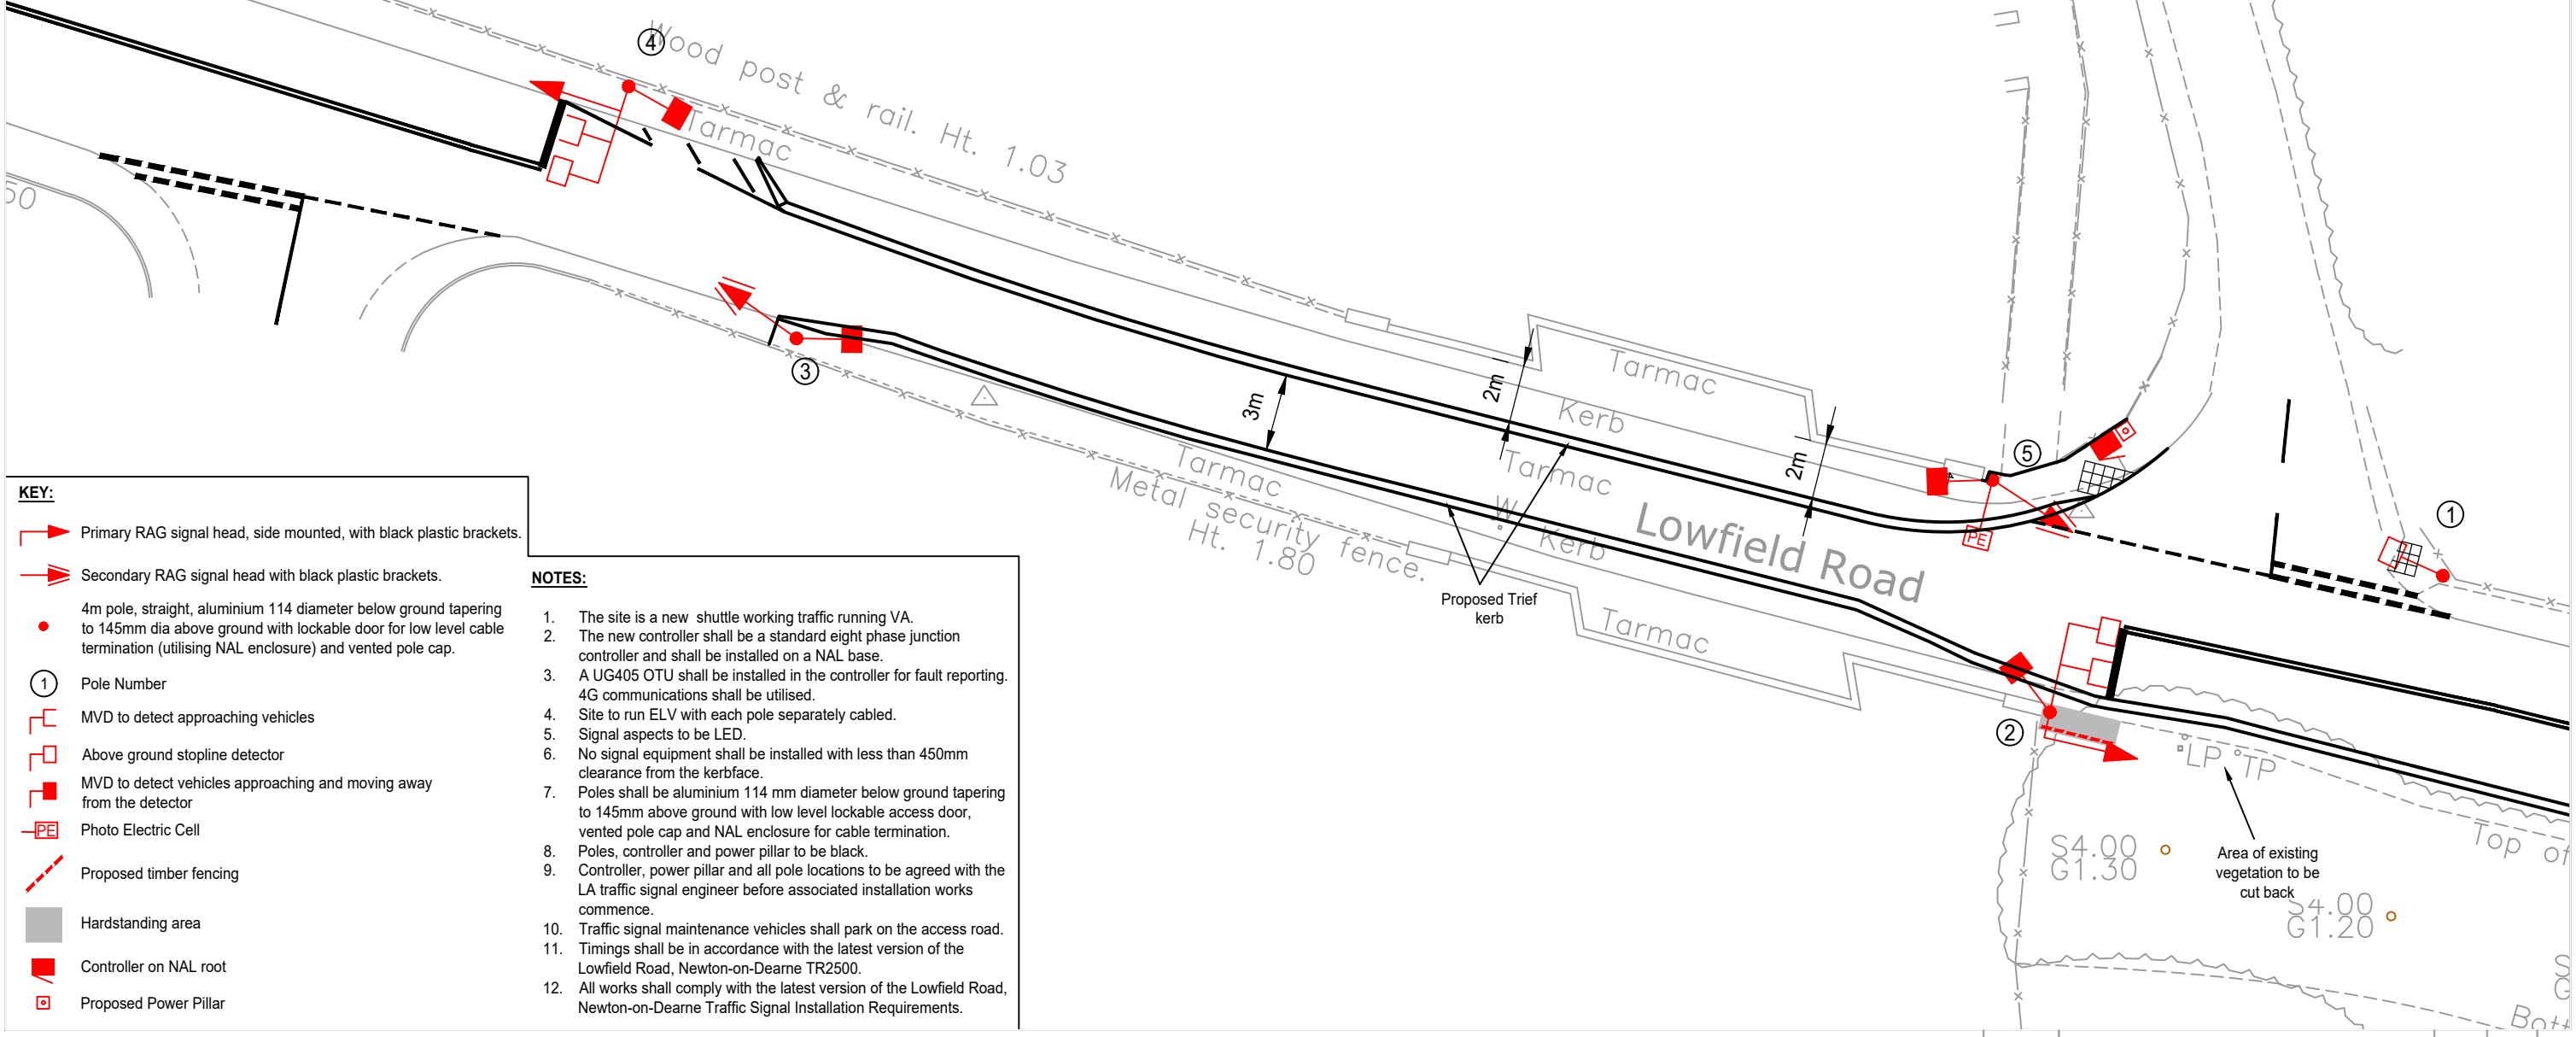 4
Wood post & rail. Ht. 1.03
Tarmac
50
3
3m
2m
Tarmac
Kerb
Tarmac
2m
5
PE
1
Tarmac
Metal security fence.
Ht. 1.80
W. Kerb
Lowfield Road
Proposed Trief
kerb
Tarmac
2
LP TP
S4.00
G1.30
Area of existing
vegetation to be
cut back
S4.00
G1.20
Top of
S
G
Bott
KEY:
Primary RAG signal head, side mounted, with black plastic brackets.
Secondary RAG signal head with black plastic brackets.
4m pole, straight, aluminium 114 diameter below ground tapering
to 145mm dia above ground with lockable door for low level cable
termination (utilising NAL enclosure) and vented pole cap.
1 Pole Number
MVD to detect approaching vehicles
Above ground stopline detector
MVD to detect vehicles approaching and moving away
from the detector
PE Photo Electric Cell
Proposed timber fencing
Hardstanding area
Controller on NAL root
Proposed Power Pillar
NOTES:
1. The site is a new shuttle working traffic running VA.
2. The new controller shall be a standard eight phase junction
controller and shall be installed on a NAL base.
3. A UG405 OTU shall be installed in the controller for fault reporting.
4G communications shall be utilised.
4. Site to run ELV with each pole separately cabled.
5. Signal aspects to be LED.
6. No signal equipment shall be installed with less than 450mm
clearance from the kerbface.
7. Poles shall be aluminium 114 mm diameter below ground tapering
to 145mm above ground with low level lockable access door,
vented pole cap and NAL enclosure for cable termination.
8. Poles, controller and power pillar to be black.
9. Controller, power pillar and all pole locations to be agreed with the
LA traffic signal engineer before associated installation works
commence.
10. Traffic signal maintenance vehicles shall park on the access road.
11. Timings shall be in accordance with the latest version of the
Lowfield Road, Newton-on-Dearne TR2500.
12. All works shall comply with the latest version of the Lowfield Road,
Newton-on-Dearne Traffic Signal Installation Requirements.